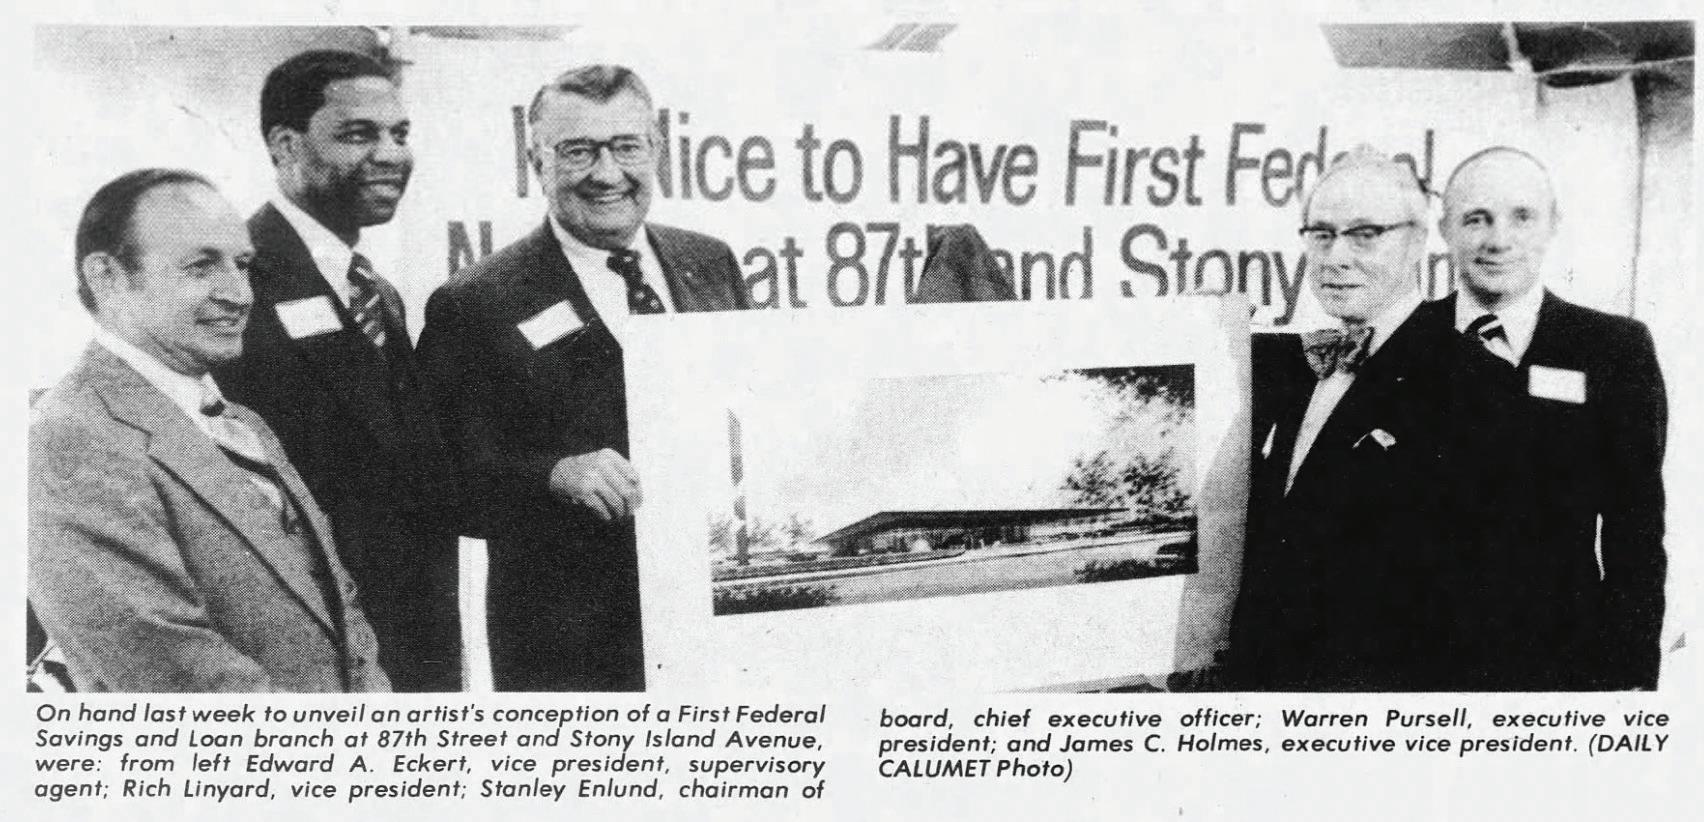 Nice to Have First Federal
at 87th and Stony
On hand last week to unveil an artist's conception of a First Federal
Savings and Loan branch at 87th Street and Stony Island Avenue,
were: from left Edward A. Eckert, vice president, supervisory
agent; Rich Linyard, vice president; Stanley Enlund, chairman of
board, chief executive officer; Warren Pursell, executive vice
president; and James C. Holmes, executive vice president. (DAILY
CALUMET Photo)